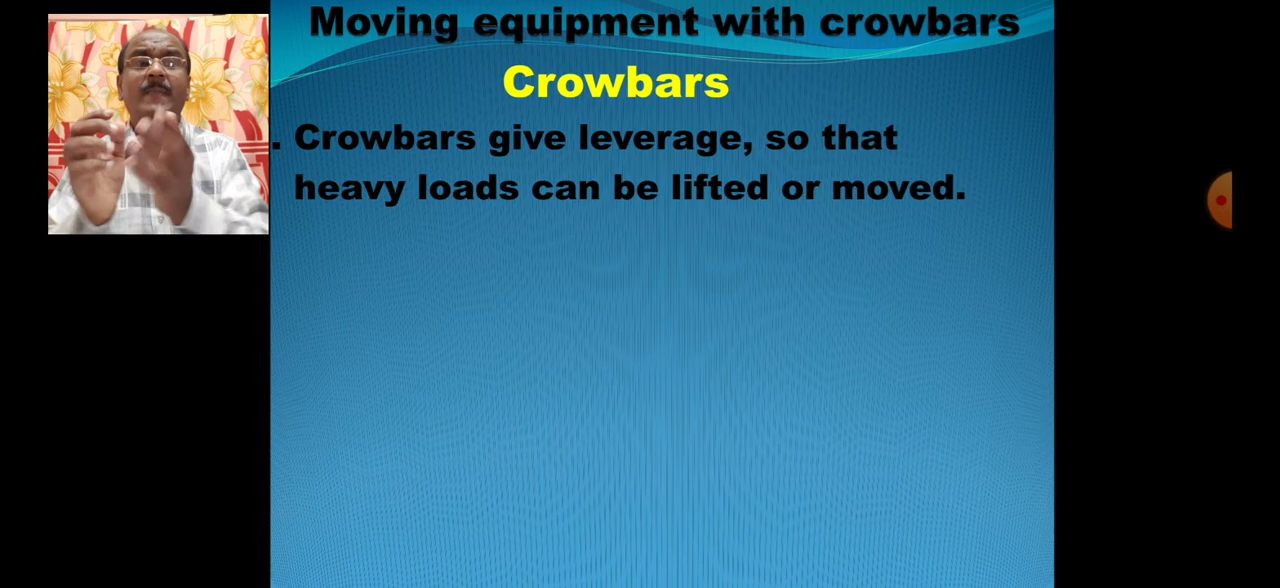 Moving equipment with crowbars
Crowbars
. Crowbars give leverage, so that
heavy loads can be lifted or moved.